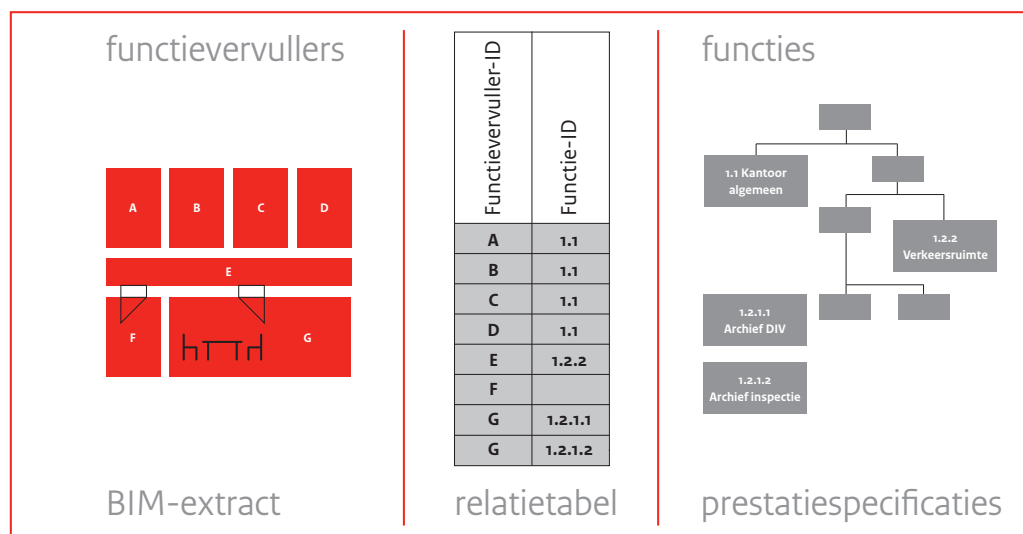 functievervullers
A
B
C
D
E
F
G
BIM-extract
Functievervuller-ID
Functie-ID
A 1.1
B 1.1
C 1.1
D 1.1
E 1.2.2
F
G 1.2.1.1
G 1.2.1.2
relatietabel
functies
1.1 Kantoor
algemeen
1.2.2
Verkeersruimte
1.2.1.1
Archief DIV
1.2.1.2
Archief inspectie
prestatiespecificaties